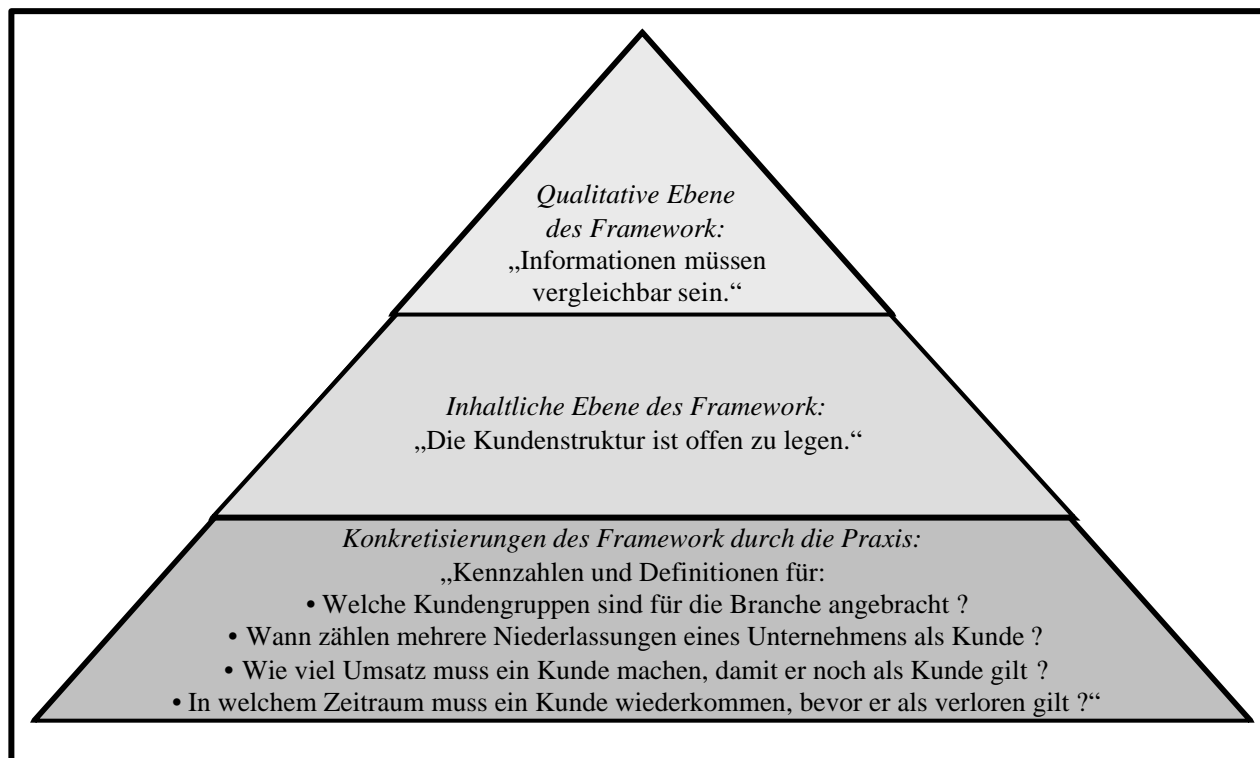 Qualitative Ebene
des Framework:
„Informationen müssen
vergleichbar sein.“
Inhaltliche Ebene des Framework:
„Die Kundenstruktur ist offen zu legen.“
Konkretisierungen des Framework durch die Praxis:
„Kennzahlen und Definitionen für:
• Welche Kundengruppen sind für die Branche angebracht ?
• Wann zählen mehrere Niederlassungen eines Unternehmens als Kunde ?
• Wie viel Umsatz muss ein Kunde machen, damit er noch als Kunde gilt ?
• In welchem Zeitraum muss ein Kunde wiederkommen, bevor er als verloren gilt ?“